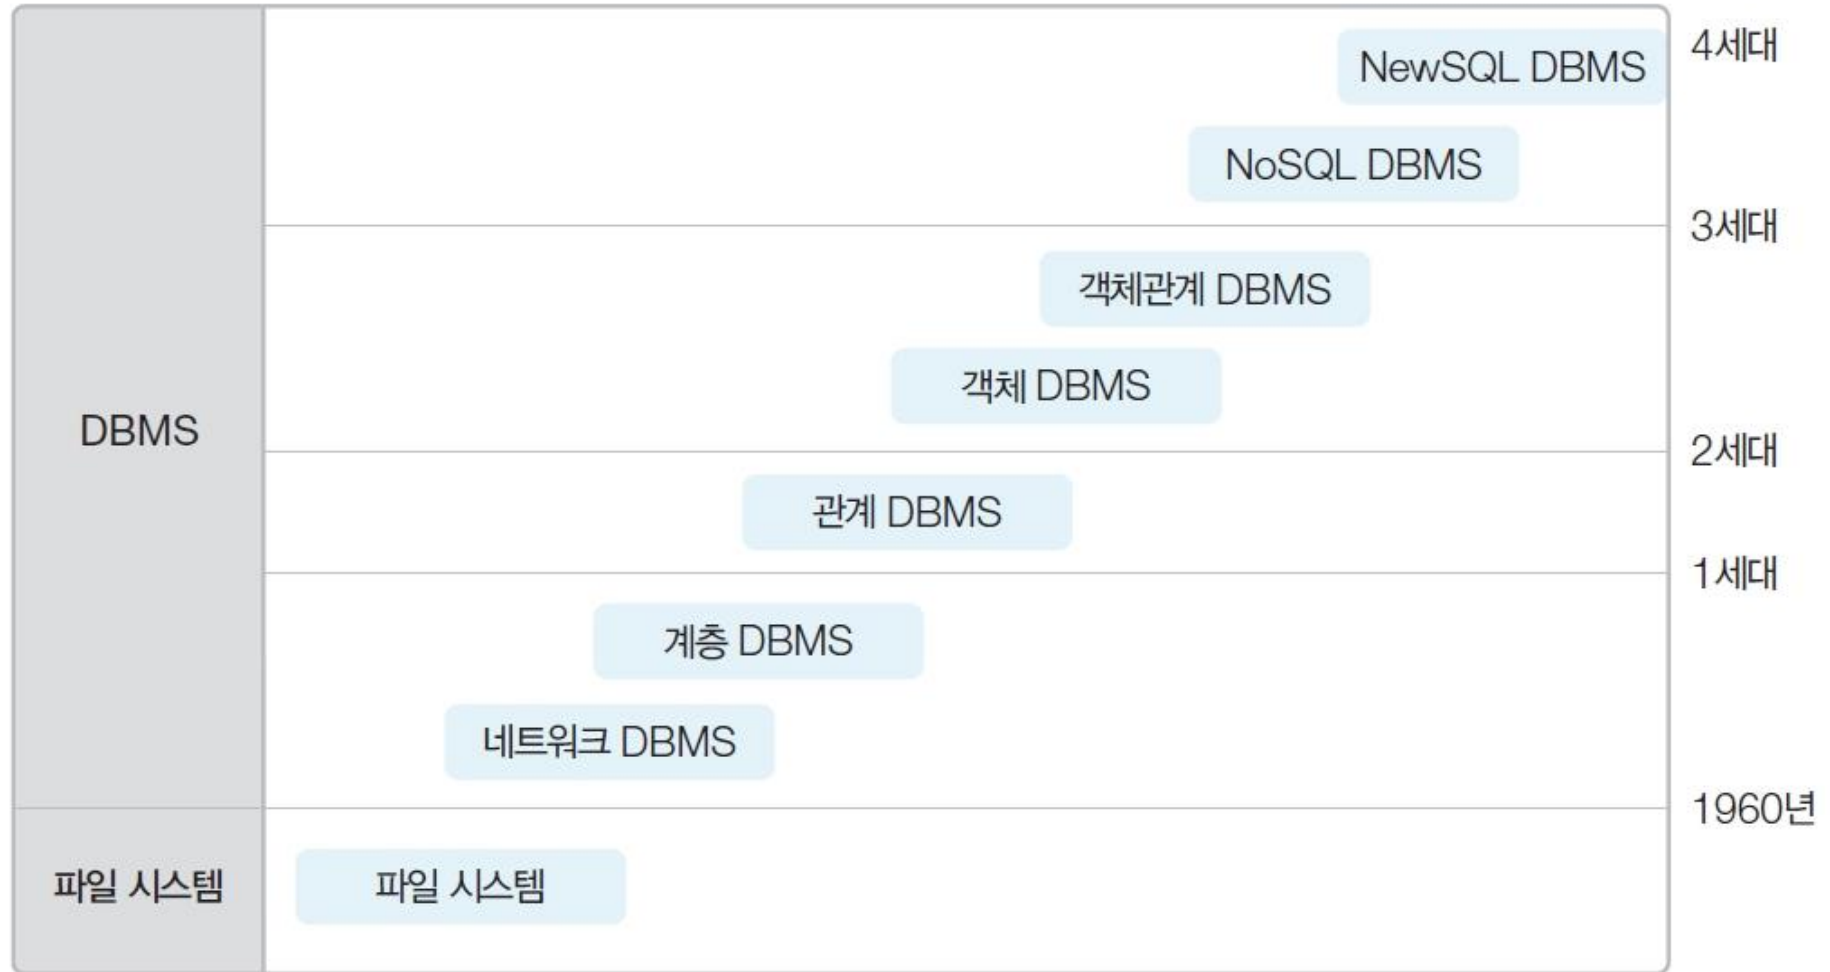 4세대
NewSQL DBMS
NoSQL DBMS
3세대
객체관계 DBMS
객체 DBMS
DBMS
2세대
관계 DBMS
1세대
계층 DBMS
네트워크 DBMS
1960년
파일 시스템
파일 시스템